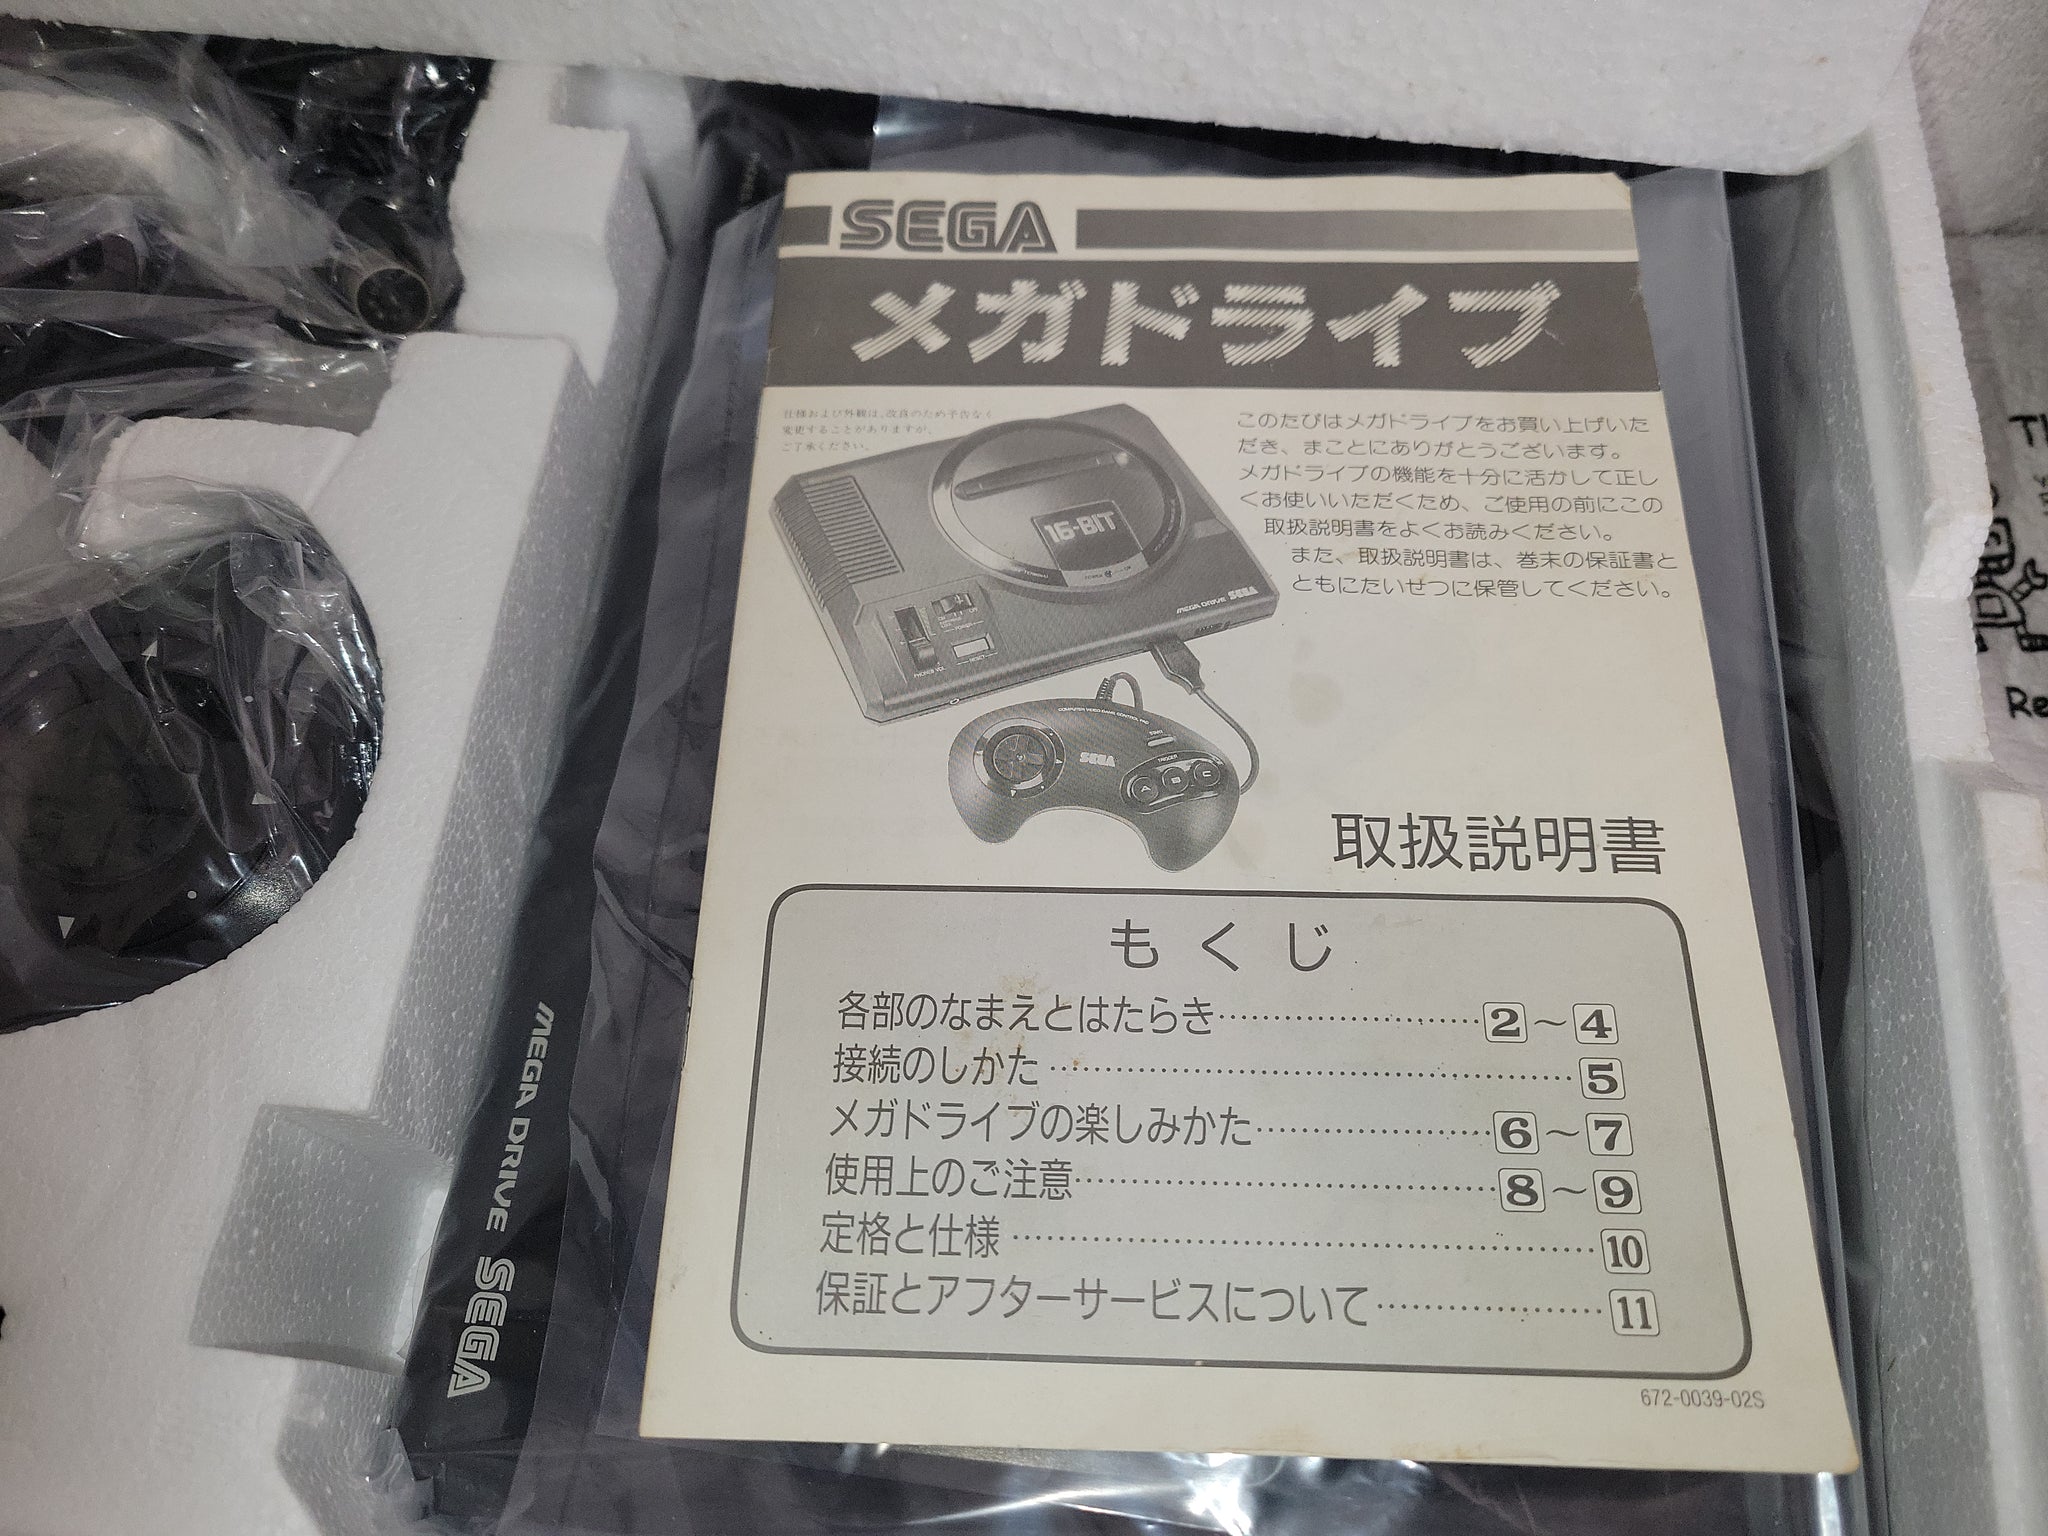 SEGA
メガドライブ
仕様および外観は、改良のため予告なく
変更することがありますが、
ご了承ください。
このたびはメガドライブをお買い上げいた
だき、まことにありがとうございます。
メガドライブの機能を十分に活かして正し
くお使いいただくため、ご使用の前にこの
取扱説明書をよくお読みください。
また、取扱説明書は、巻末の保証書と
ともにたいせつに保管してください。
16-BIT
MEGA DRIVE SEGA
COMPUTER VIDEO GAME CONTROL PAD
SEGA
START
TRIGGER
A B C
取扱説明書
もくじ
各部のなまえとはたらき……………………2〜4
接続のしかた……………………5
メガドライブの楽しみかた……………………6〜7
使用上のご注意……………………8〜9
定格と仕様……………………10
保証とアフターサービスについて……………………11
672-0039-02S
MEGA DRIVE SEGA